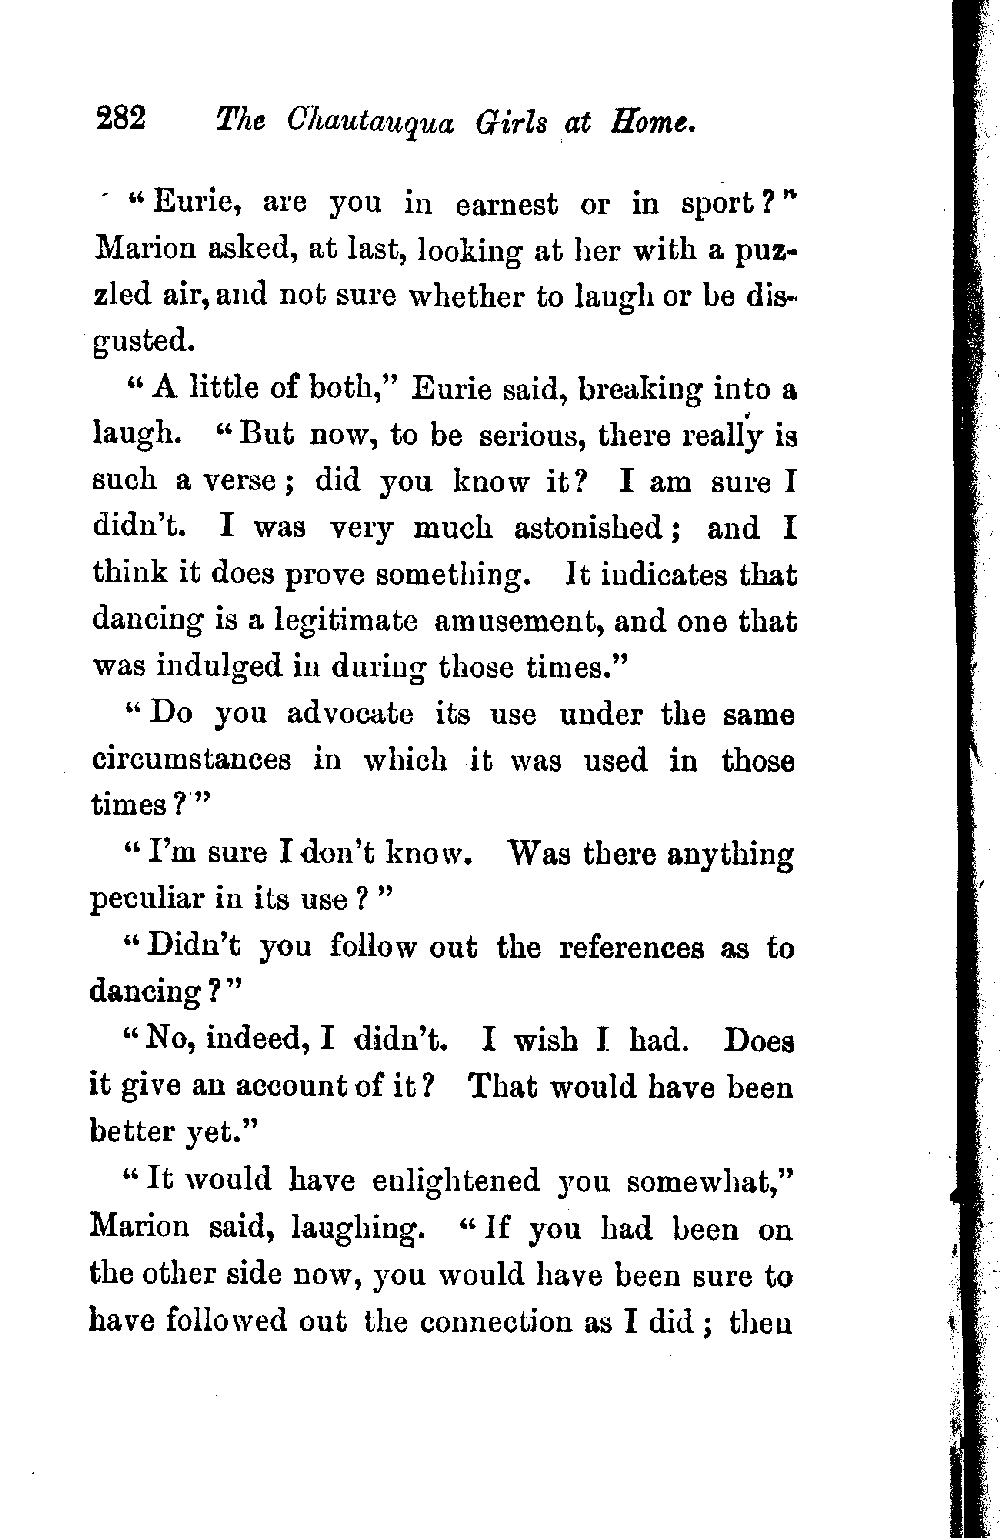 282 The Chautauqua Girls at Home.
"Eurie, are you in earnest or in sport?"
Marion asked, at last, looking at her with a puz-
zled air, and not sure whether to laugh or be dis-
gusted.
"A little of both," Eurie said, breaking into a
laugh. "But now, to be serious, there really is
such a verse; did you know it? I am sure I
didn't. I was very much astonished; and I
think it does prove something. It indicates that
dancing is a legitimate amusement, and one that
was indulged in during those times."
"Do you advocate its use under the same
circumstances in which it was used in those
times?"
"I'm sure I don't know. Was there anything
peculiar in its use?"
"Didn't you follow out the references as to
dancing?"
"No, indeed, I didn't. I wish I had. Does
it give an account of it? That would have been
better yet."
"It would have enlightened you somewhat,"
Marion said, laughing. "If you had been on
the other side now, you would have been sure to
have followed out the connection as I did; then